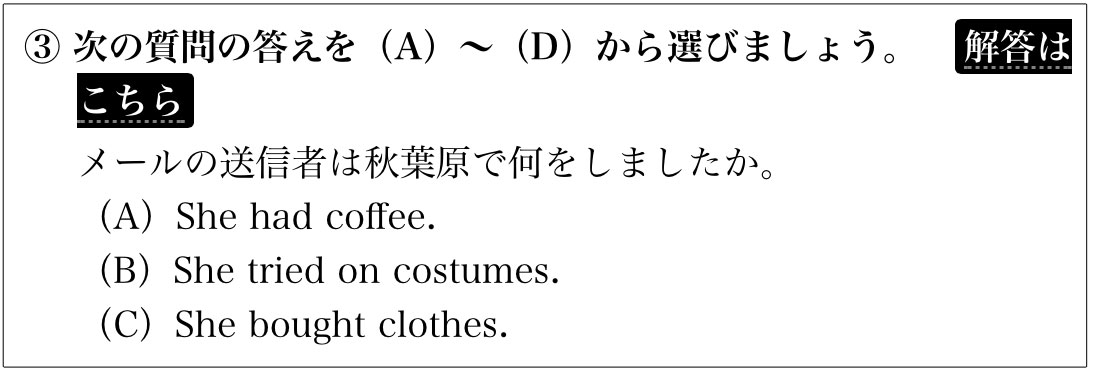 ③ 次の質問の答えを（A）～（D）から選びましょう。　解答は
こちら
メールの送信者は秋葉原で何をしましたか。
（A）She had coffee.
（B）She tried on costumes.
（C）She bought clothes.